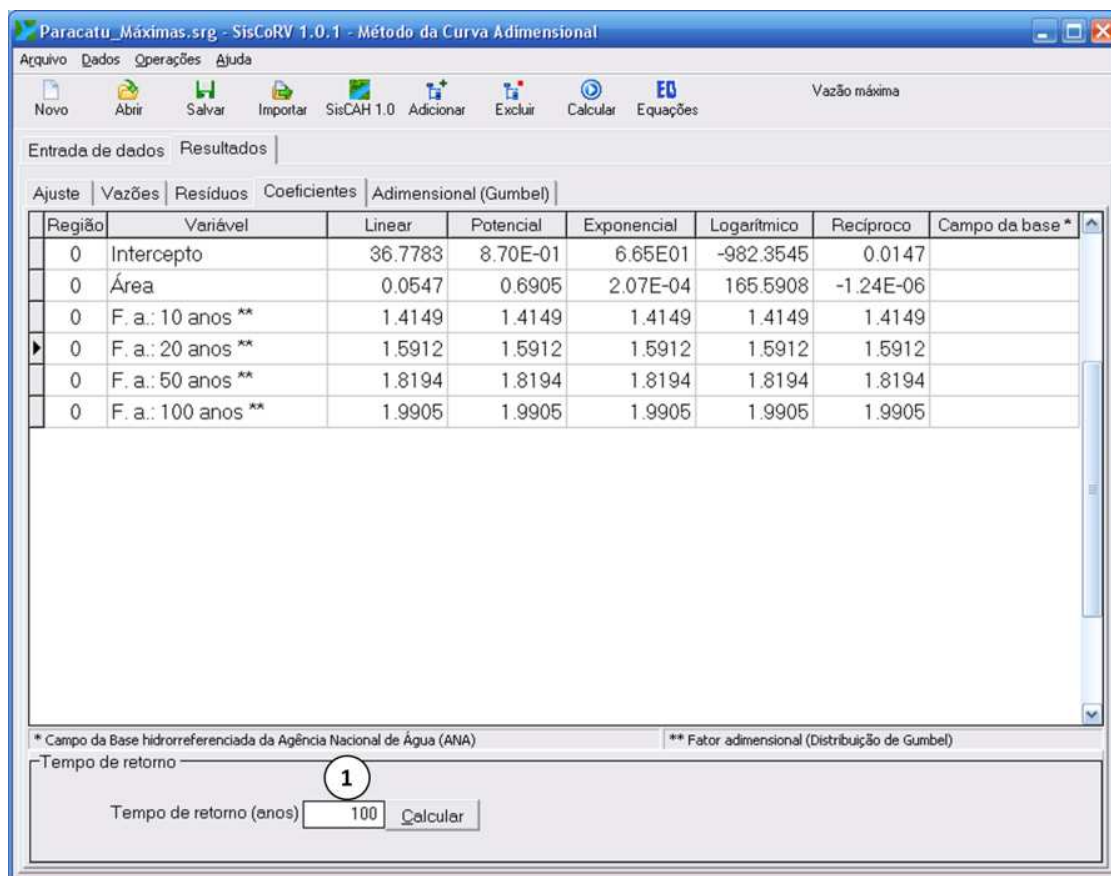 Paracatu_Máximas.srg - SisCoRV 1.0.1 - Método da Curva Adimensional
Arquivo Dados Operações Ajuda
Novo Abrir Salvar Importar SisCAH 1.0 Adicionar Excluir Calcular EQ Equações Vazão máxima
Entrada de dados Resultados
Ajuste Vazões Resíduos Coeficientes Adimensional (Gumbel)
Região Variável Linear Potencial Exponencial Logarítmico Recíproco Campo da base *
0 Intercepto 36.7783 8.70E-01 6.65E01 -982.3545 0.0147
0 Área 0.0547 0.6905 2.07E-04 165.5908 -1.24E-06
0 F. a.: 10 anos ** 1.4149 1.4149 1.4149 1.4149 1.4149
0 F. a.: 20 anos ** 1.5912 1.5912 1.5912 1.5912 1.5912
0 F. a.: 50 anos ** 1.8194 1.8194 1.8194 1.8194 1.8194
0 F. a.: 100 anos ** 1.9905 1.9905 1.9905 1.9905 1.9905
* Campo da Base hidrorreferenciada da Agência Nacional de Água (ANA) ** Fator adimensional (Distribuição de Gumbel)
Tempo de retorno
1
Tempo de retorno (anos) 100 Calcular